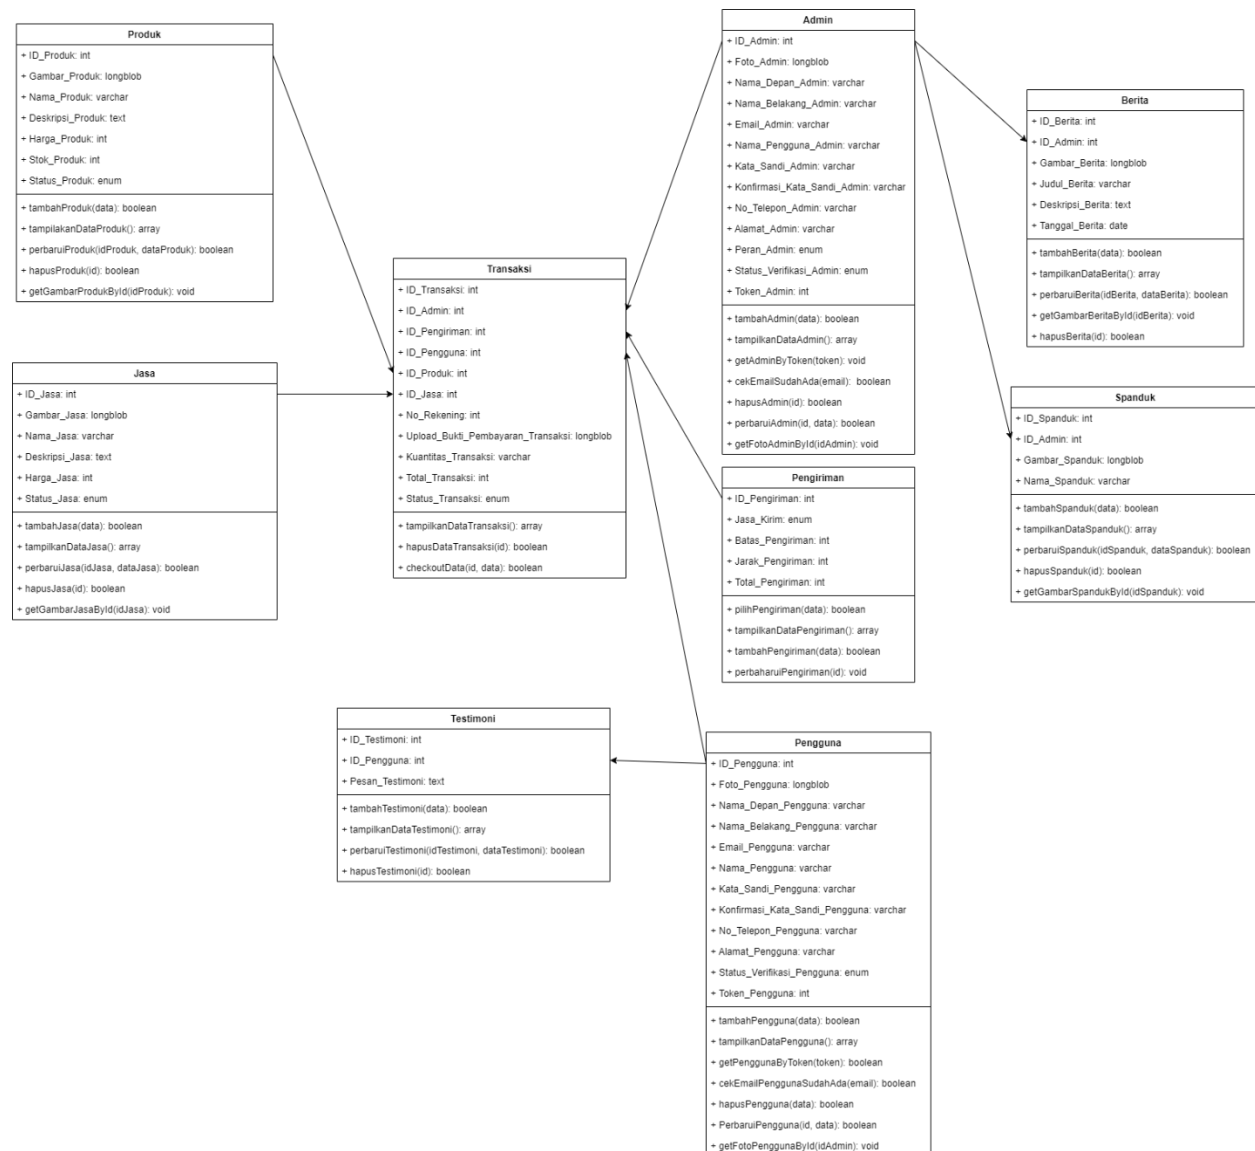 Produk
+ ID_Produk: int
+ Gambar_Produk: longblob
+ Nama_Produk: varchar
+ Deskripsi_Produk: text
+ Harga_Produk: int
+ Stok_Produk: int
+ Status_Produk: enum
+ tambahProduk(data): boolean
+ tampilakanDataProduk(): array
+ perbaruiProduk(idProduk, dataProduk): boolean
+ hapusProduk(id): boolean
+ getGambarProdukById(idProduk): void
Jasa
+ ID_Jasa: int
+ Gambar_Jasa: longblob
+ Nama_Jasa: varchar
+ Deskripsi_Jasa: text
+ Harga_Jasa: int
+ Status_Jasa: enum
+ tambahJasa(data): boolean
+ tampilkanDataJasa(): array
+ perbaruiJasa(idJasa, dataJasa): boolean
+ hapusJasa(id): boolean
+ getGambarJasaById(idJasa): void
Transaksi
+ ID_Transaksi: int
+ ID_Admin: int
+ ID_Pengiriman: int
+ ID_Pengguna: int
+ ID_Produk: int
+ ID_Jasa: int
+ No_Rekening: int
+ Upload_Bukti_Pembayaran_Transaksi: longblob
+ Kuantitas_Transaksi: varchar
+ Total_Transaksi: int
+ Status_Transaksi: enum
+ tampilkanDataTransaksi(): array
+ hapusDataTransaksi(id): boolean
+ checkoutData(id, data): boolean
Admin
+ ID_Admin: int
+ Foto_Admin: longblob
+ Nama_Depan_Admin: varchar
+ Nama_Belakang_Admin: varchar
+ Email_Admin: varchar
+ Nama_Pengguna_Admin: varchar
+ Kata_Sandi_Admin: varchar
+ Konfirmasi_Kata_Sandi_Admin: varchar
+ No_Telepon_Admin: varchar
+ Alamat_Admin: varchar
+ Peran_Admin: enum
+ Status_Verifikasi_Admin: enum
+ Token_Admin: int
+ tambahAdmin(data): boolean
+ tampilkanDataAdmin(): array
+ getAdminByToken(token): void
+ cekEmailSudahAda(email): boolean
+ hapusAdmin(id): boolean
+ perbaruiAdmin(id, data): boolean
+ getFotoAdminById(idAdmin): void
Berita
+ ID_Berita: int
+ ID_Admin: int
+ Gambar_Berita: longblob
+ Judul_Berita: varchar
+ Deskripsi_Berita: text
+ Tanggal_Berita: date
+ tambahBerita(data): boolean
+ tampilkanDataBerita(): array
+ perbaruiBerita(idBerita, dataBerita): boolean
+ getGambarBeritaById(idBerita): void
+ hapusBerita(id): boolean
Spanduk
+ ID_Spanduk: int
+ ID_Admin: int
+ Gambar_Spanduk: longblob
+ Nama_Spanduk: varchar
+ tambahSpanduk(data): boolean
+ tampilkanDataSpanduk(): array
+ perbaruiSpanduk(idSpanduk, dataSpanduk): boolean
+ hapusSpanduk(id): boolean
+ getGambarSpandukById(idSpanduk): void
Pengiriman
+ ID_Pengiriman: int
+ Jasa_Kirim: enum
+ Batas_Pengiriman: int
+ Jarak_Pengiriman: int
+ Total_Pengiriman: int
+ pilihPengiriman(data): boolean
+ tampilkanDataPengiriman(): array
+ tambahPengiriman(data): boolean
+ perbaharuiPengiriman(id): void
Testimoni
+ ID_Testimoni: int
+ ID_Pengguna: int
+ Pesan_Testimoni: text
+ tambahTestimoni(data): boolean
+ tampilkanDataTestimoni(): array
+ perbaruiTestimoni(idTestimoni, dataTestimoni): boolean
+ hapusTestimoni(id): boolean
Pengguna
+ ID_Pengguna: int
+ Foto_Pengguna: longblob
+ Nama_Depan_Pengguna: varchar
+ Nama_Belakang_Pengguna: varchar
+ Email_Pengguna: varchar
+ Nama_Pengguna: varchar
+ Kata_Sandi_Pengguna: varchar
+ Konfirmasi_Kata_Sandi_Pengguna: varchar
+ No_Telepon_Pengguna: varchar
+ Alamat_Pengguna: varchar
+ Status_Verifikasi_Pengguna: enum
+ Token_Pengguna: int
+ tambahPengguna(data): boolean
+ tampilkanDataPengguna(): array
+ getPenggunaByToken(token): boolean
+ cekEmailPenggunaSudahAda(email): boolean
+ hapusPengguna(data): boolean
+ PerbaruiPengguna(id, data): boolean
+ getFotoPenggunaById(idAdmin): void